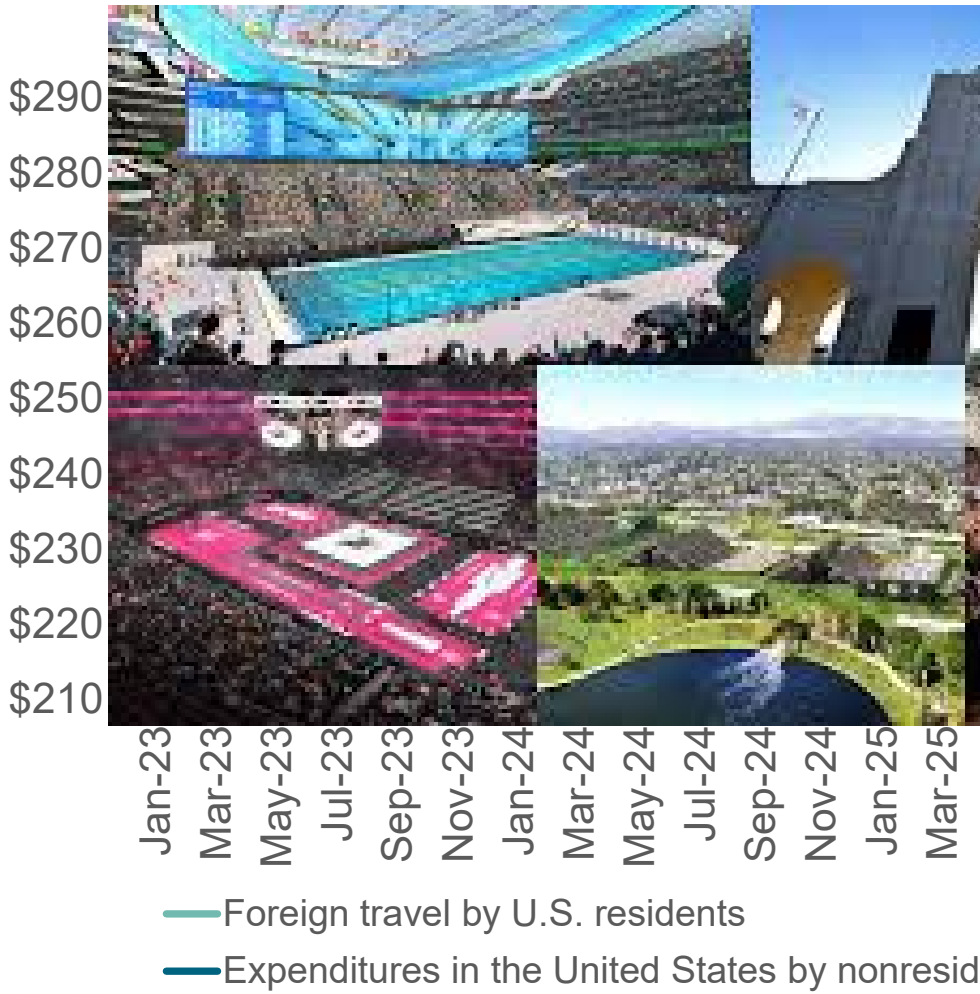 $290
$280
$270
$260
$250
$240
$230
$220
$210
Jan-23
Mar-23
May-23
Jul-23
Sep-23
Nov-23
Jan-24
Mar-24
May-24
Jul-24
Sep-24
Nov-24
Jan-25
Mar-25
Foreign travel by U.S. residents
Expenditures in the United States by nonresid